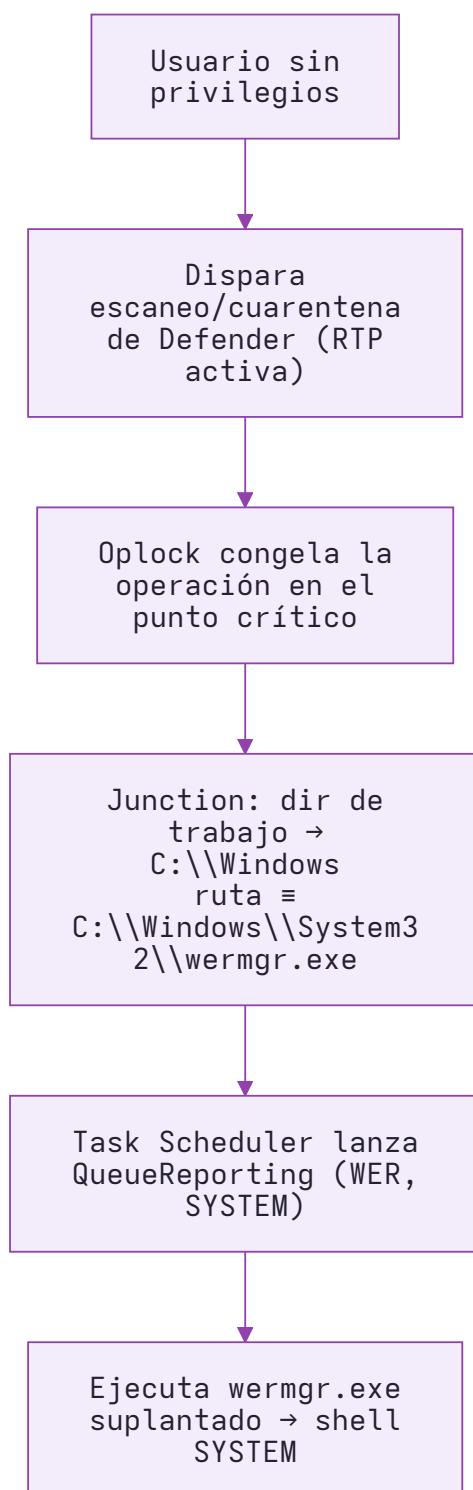 Usuario sin
privilegios
Dispara
escaneo/cuarentena
de Defender (RTP
activa)
Oplock congela la
operación en el
punto crítico
Junction: dir de
trabajo →
C:\\Windows
ruta ≡
C:\\Windows\\System3
2\\wermgr.exe
Task Scheduler lanza
QueueReporting (WER,
SYSTEM)
Ejecuta wermgr.exe
suplantado → shell
SYSTEM